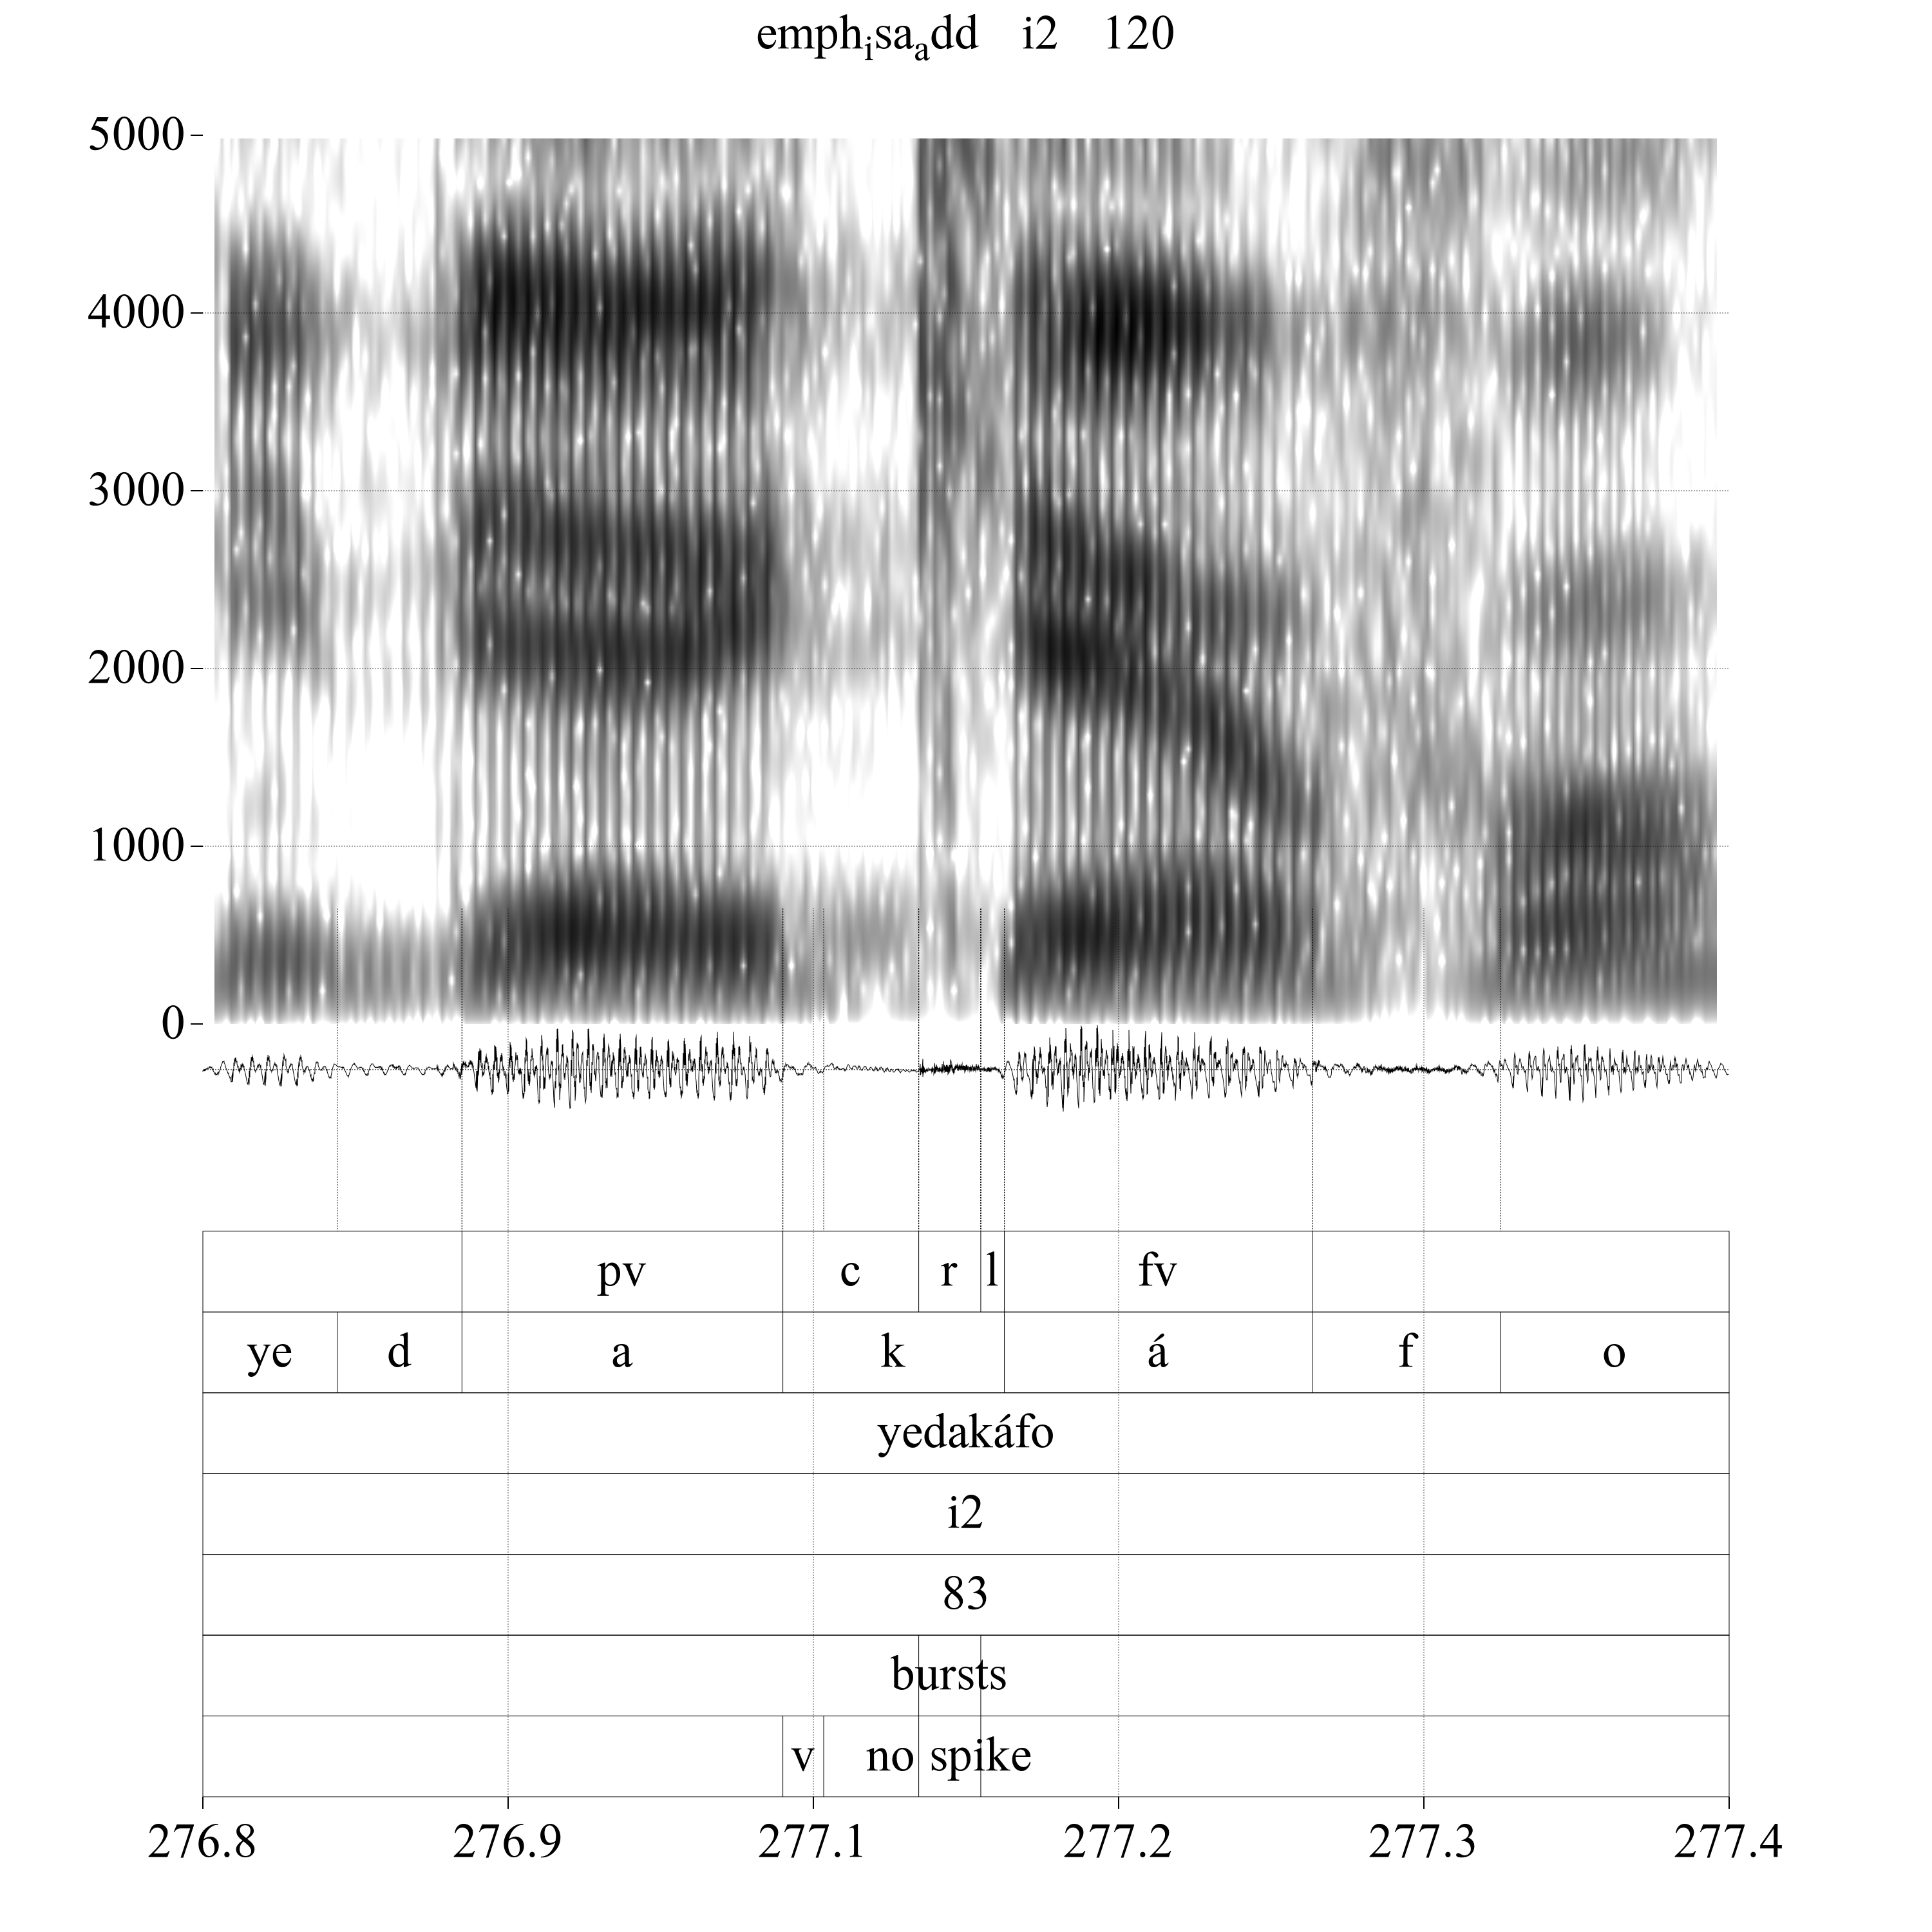 emphisaadd i2 120
5000
4000
3000
2000
1000
0
pv c r l fv
ye d a k á f o
yedakáfo
i2
83
bursts
v no spike
276.8 276.9 277.1 277.2 277.3 277.4